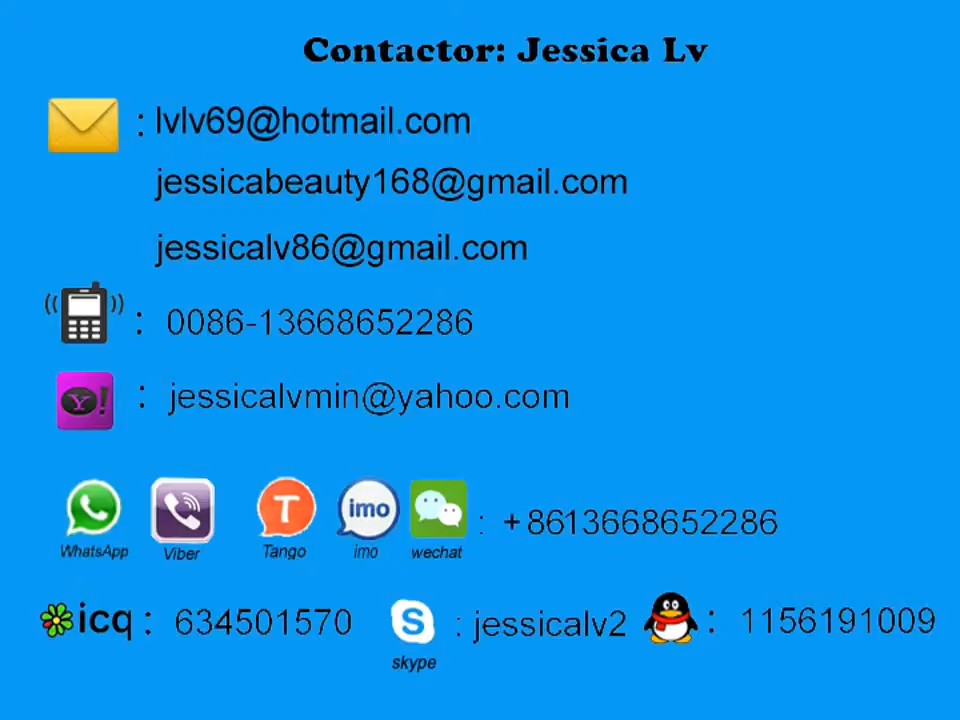 Contactor: Jessica Lv
: lvlv69@hotmail.com
jessicabeauty168@gmail.com
jessicalv86@gmail.com
: 0086-13668652286
Y! : jessicalvmin@yahoo.com
T imo : +8613668652286
WhatsApp Viber Tango imo wechat
icq : 634501570 S : jessicalv2 : 1156191009
skype